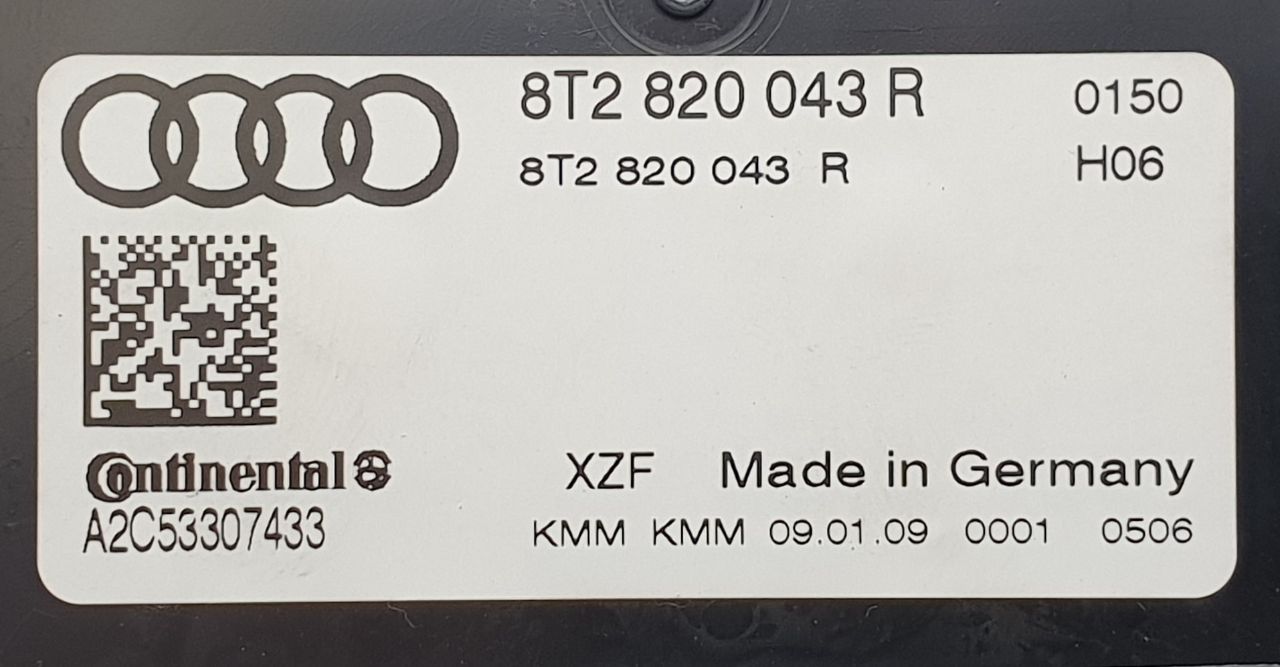 8T2 820 043 R 0150
8T2 820 043 R H06
Continental
XZF Made in Germany
A2C53307433
KMM KMM 09.01.09 0001 0506